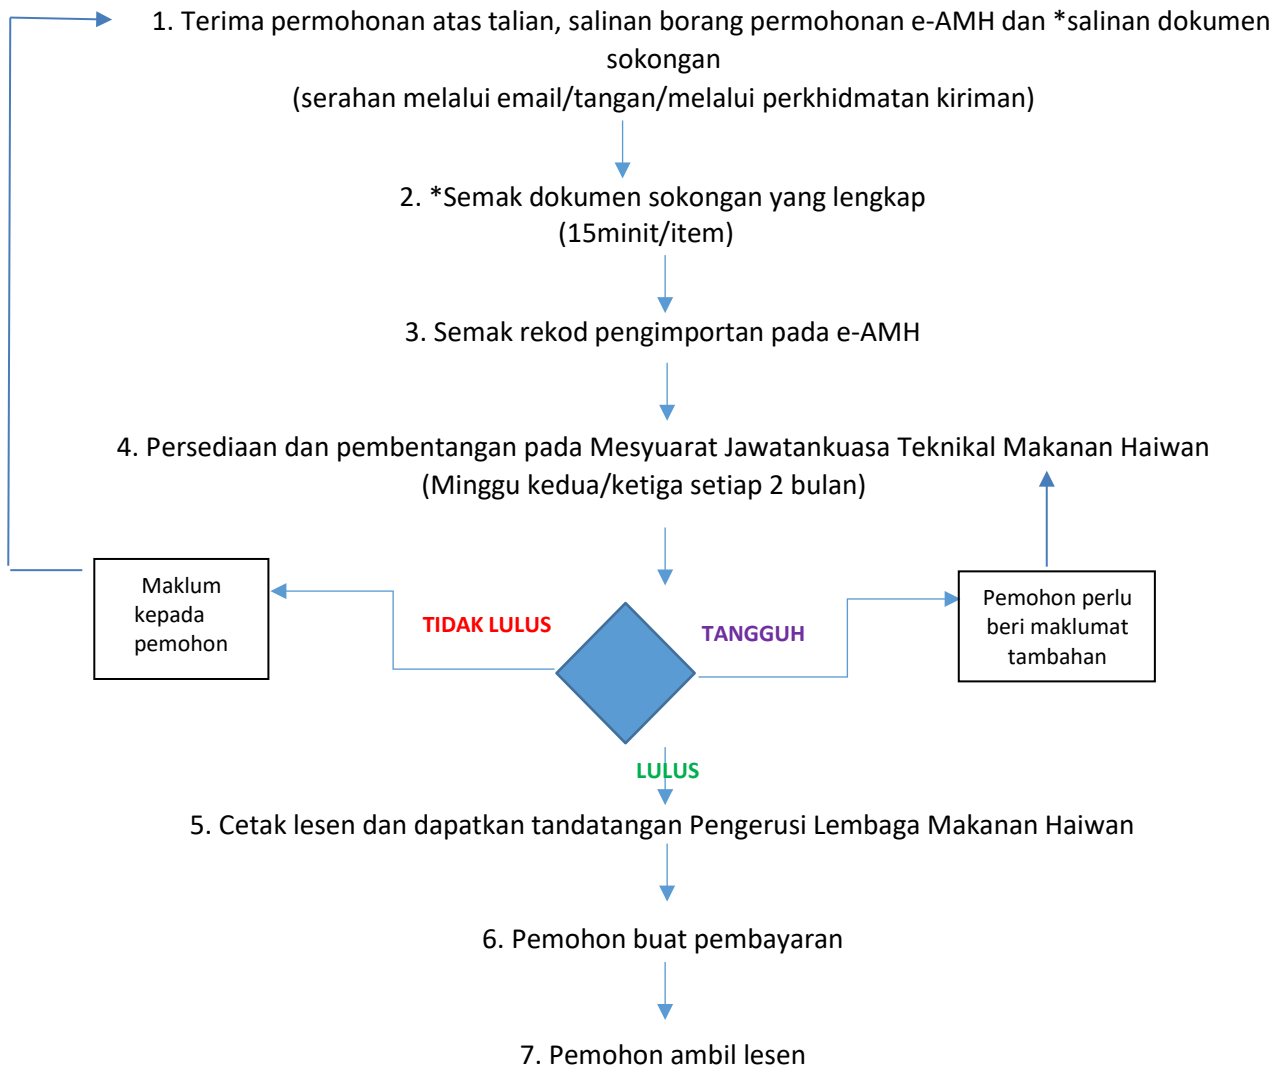 1. Terima permohonan atas talian, salinan borang permohonan e-AMH dan *salinan dokumen
sokongan
(serahan melalui email/tangan/melalui perkhidmatan kiriman)
2. *Semak dokumen sokongan yang lengkap
(15minit/item)
3. Semak rekod pengimportan pada e-AMH
4. Persediaan dan pembentangan pada Mesyuarat Jawatankuasa Teknikal Makanan Haiwan
(Minggu kedua/ketiga setiap 2 bulan)
Maklum
kepada
pemohon
TIDAK LULUS
TANGGUH
Pemohon perlu
beri maklumat
tambahan
LULUS
5. Cetak lesen dan dapatkan tandatangan Pengerusi Lembaga Makanan Haiwan
6. Pemohon buat pembayaran
7. Pemohon ambil lesen